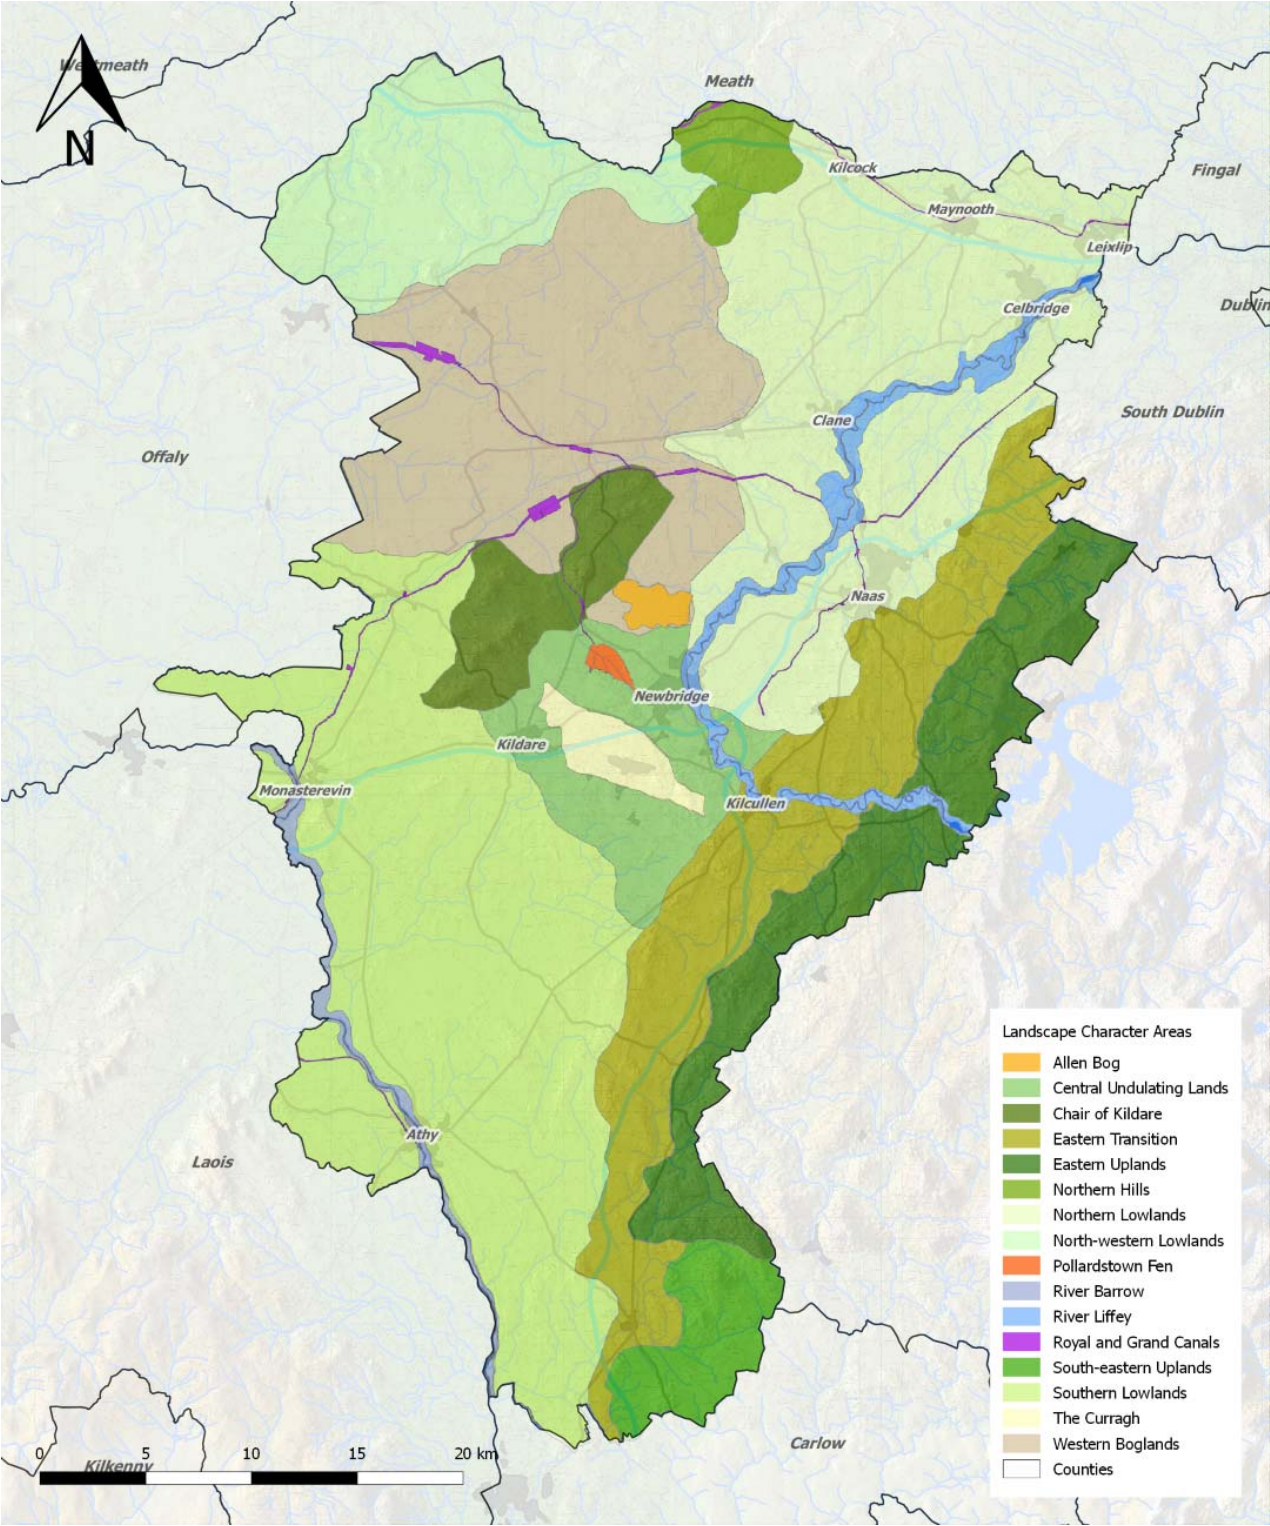 Westmeath
Meath
N
Kilcock
Fingal
Maynooth
Leixlip
Celbridge
Dublin
Clane
South Dublin
Offaly
Naas
Newbridge
Kildare
Monasterevin
Kilcullen
Athy
Laois
Carlow
Kilkenny
0 5 10 15 20 km
Landscape Character Areas
Allen Bog
Central Undulating Lands
Chair of Kildare
Eastern Transition
Eastern Uplands
Northern Hills
Northern Lowlands
North-western Lowlands
Pollardstown Fen
River Barrow
River Liffey
Royal and Grand Canals
South-eastern Uplands
Southern Lowlands
The Curragh
Western Boglands
Counties